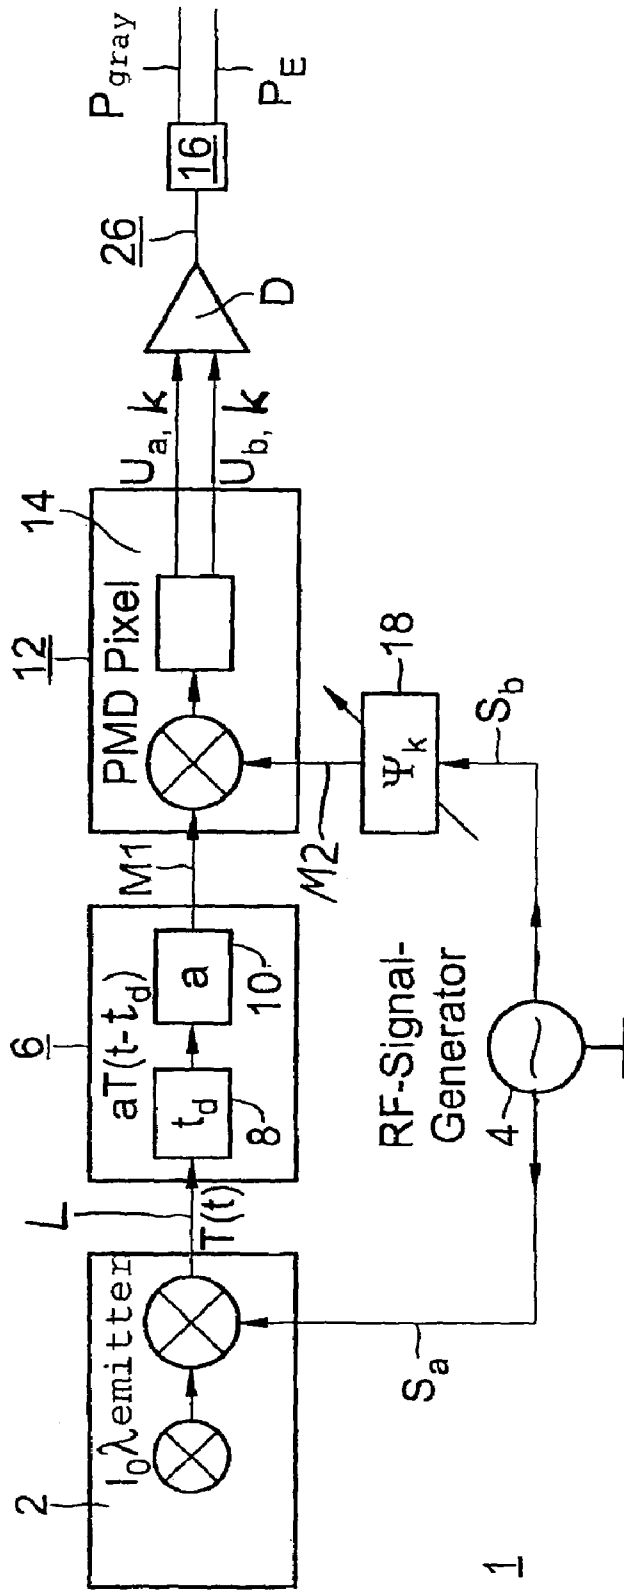 2
I₀λemitter
L
T(t)
6
aT(t-t_d)
t_d
8
a
10
M1
12
PMD Pixel
14
U_a, k
U_b, k
26
D
16
P_gray
P_E
S_a
RF-Signal-
Generator
4
~
M2
Ψ_k
18
S_b
1